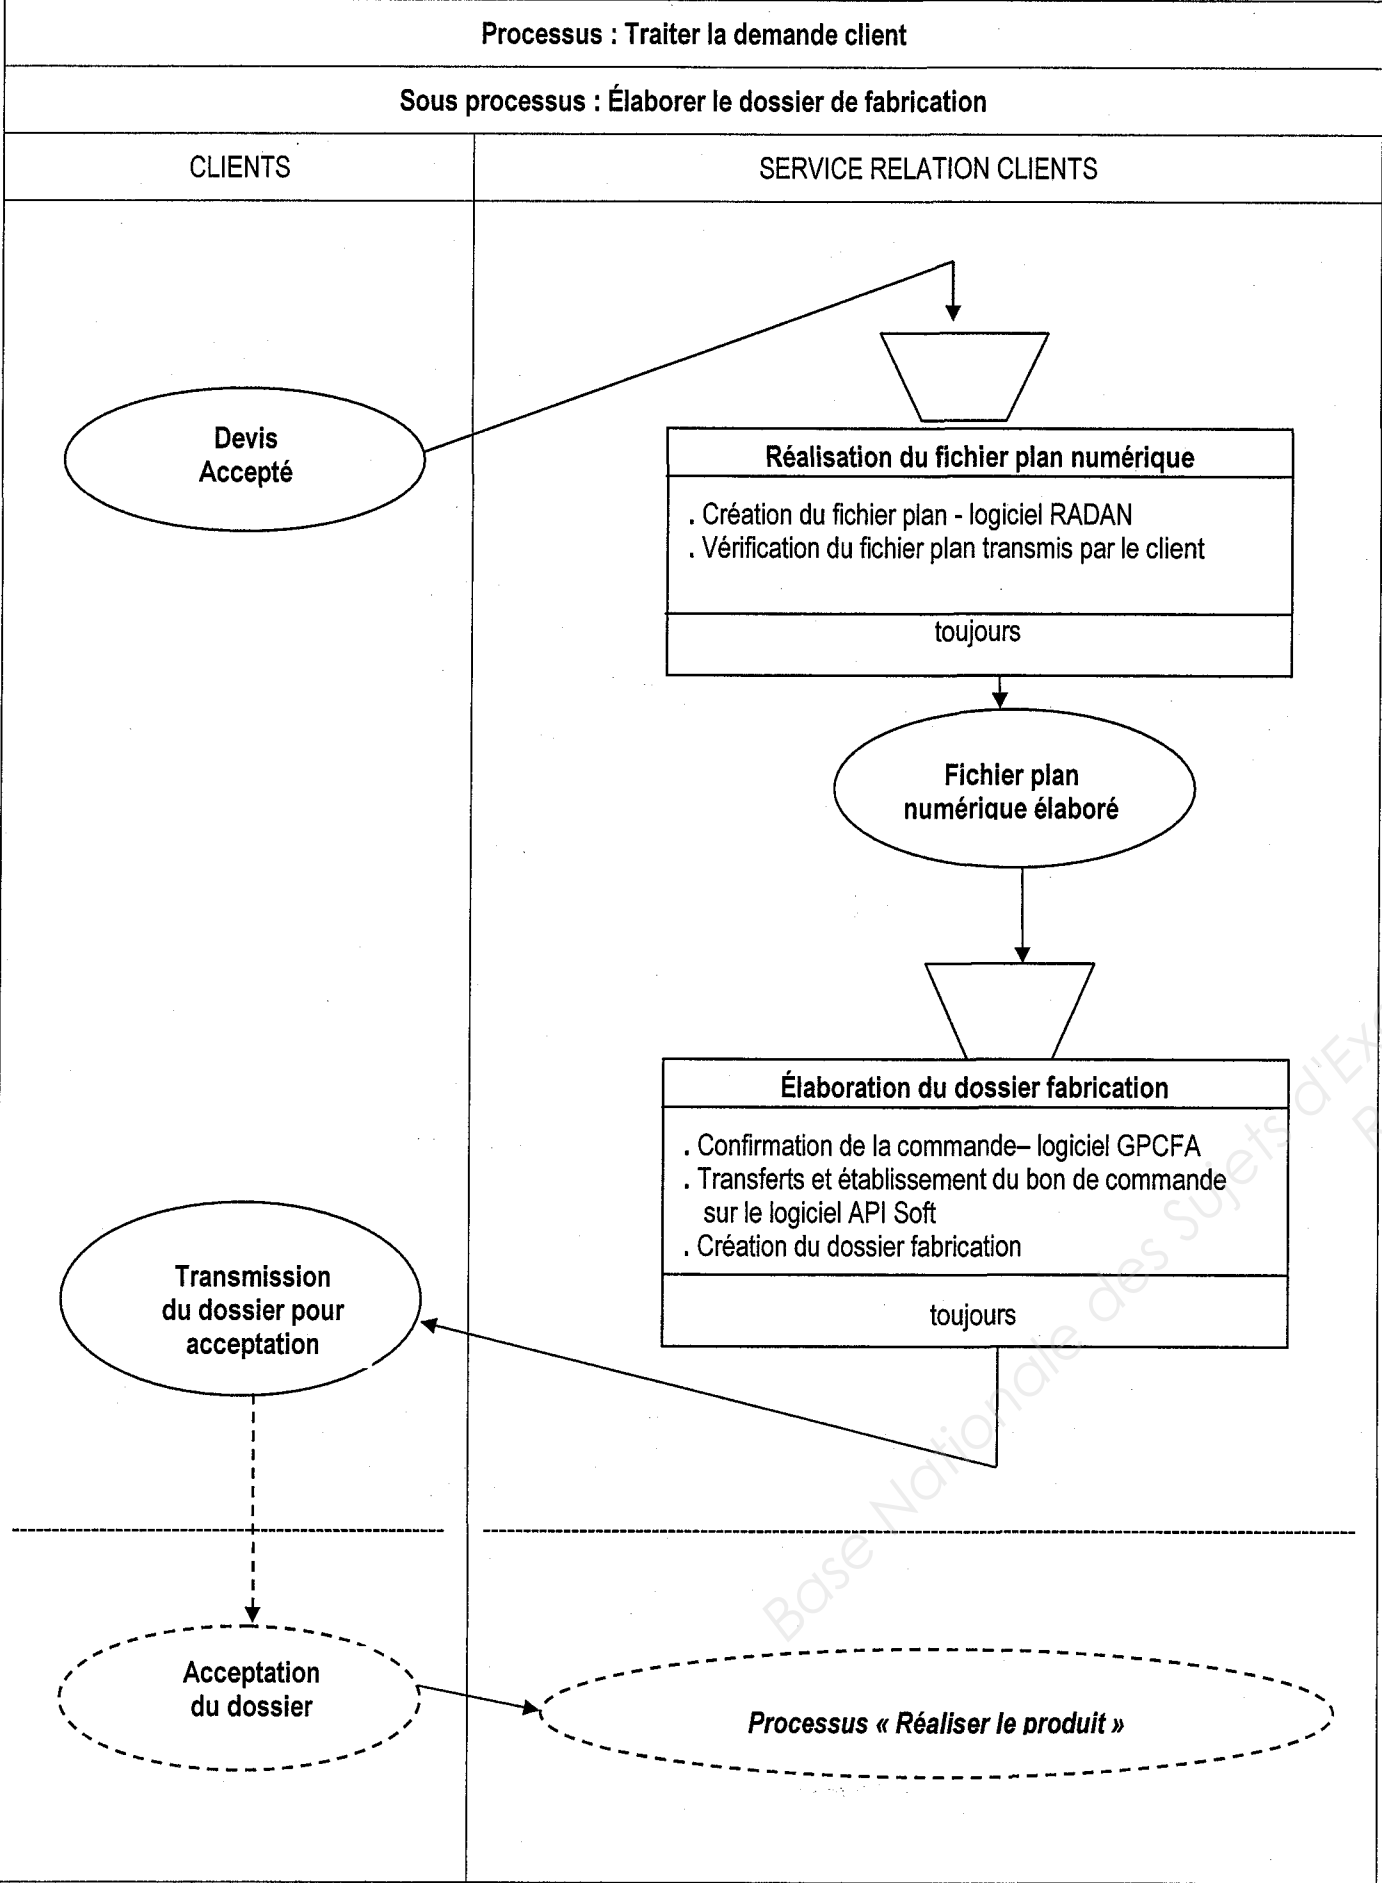 Processus : Traiter la demande client
Sous processus : Élaborer le dossier de fabrication
CLIENTS
SERVICE RELATION CLIENTS
Devis
Accepté
Réalisation du fichier plan numérique
. Création du fichier plan - logiciel RADAN
. Vérification du fichier plan transmis par le client
toujours
Fichier plan
numérique élaboré
Élaboration du dossier fabrication
. Confirmation de la commande– logiciel GPCFA
. Transferts et établissement du bon de commande
sur le logiciel API Soft
. Création du dossier fabrication
toujours
Transmission
du dossier pour
acceptation
Acceptation
du dossier
Processus « Réaliser le produit »
Base Nationale des Sujets d'Ex